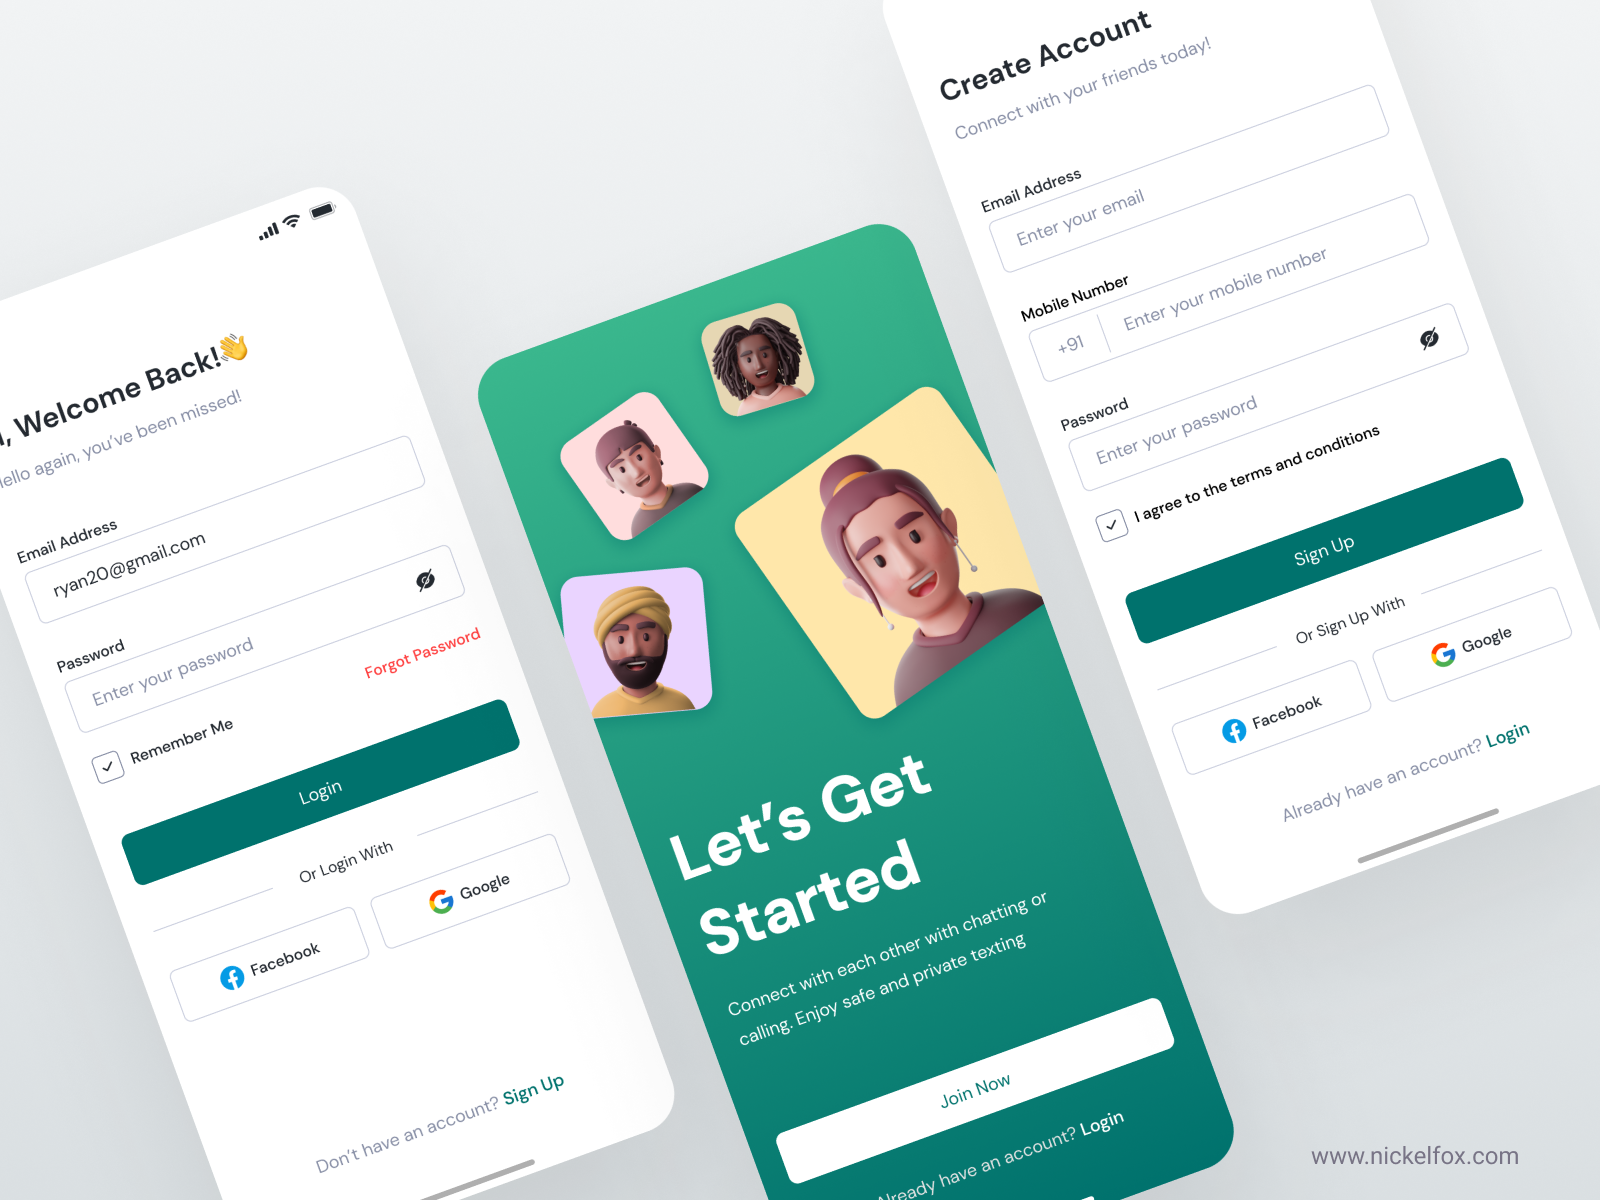 , Welcome Back!👋
ello again, you've been missed!
Email Address
ryan20@gmail.com
Password
Enter your password
Forgot Password
Remember Me
Login
Or Login With
Facebook
Google
Don't have an account? Sign Up
Let's Get
Started
Connect with each other with chatting or
calling. Enjoy safe and private texting
Join Now
Already have an account? Login
Create Account
Connect with your friends today!
Email Address
Enter your email
Mobile Number
+91
Enter your mobile number
Password
Enter your password
I agree to the terms and conditions
Sign Up
Or Sign Up With
Facebook
Google
Already have an account? Login
www.nickelfox.com